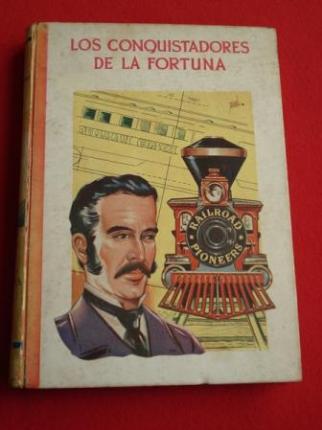 LOS CONQUISTADORES
DE LA FORTUNA
RAILROAD
PIONEERS